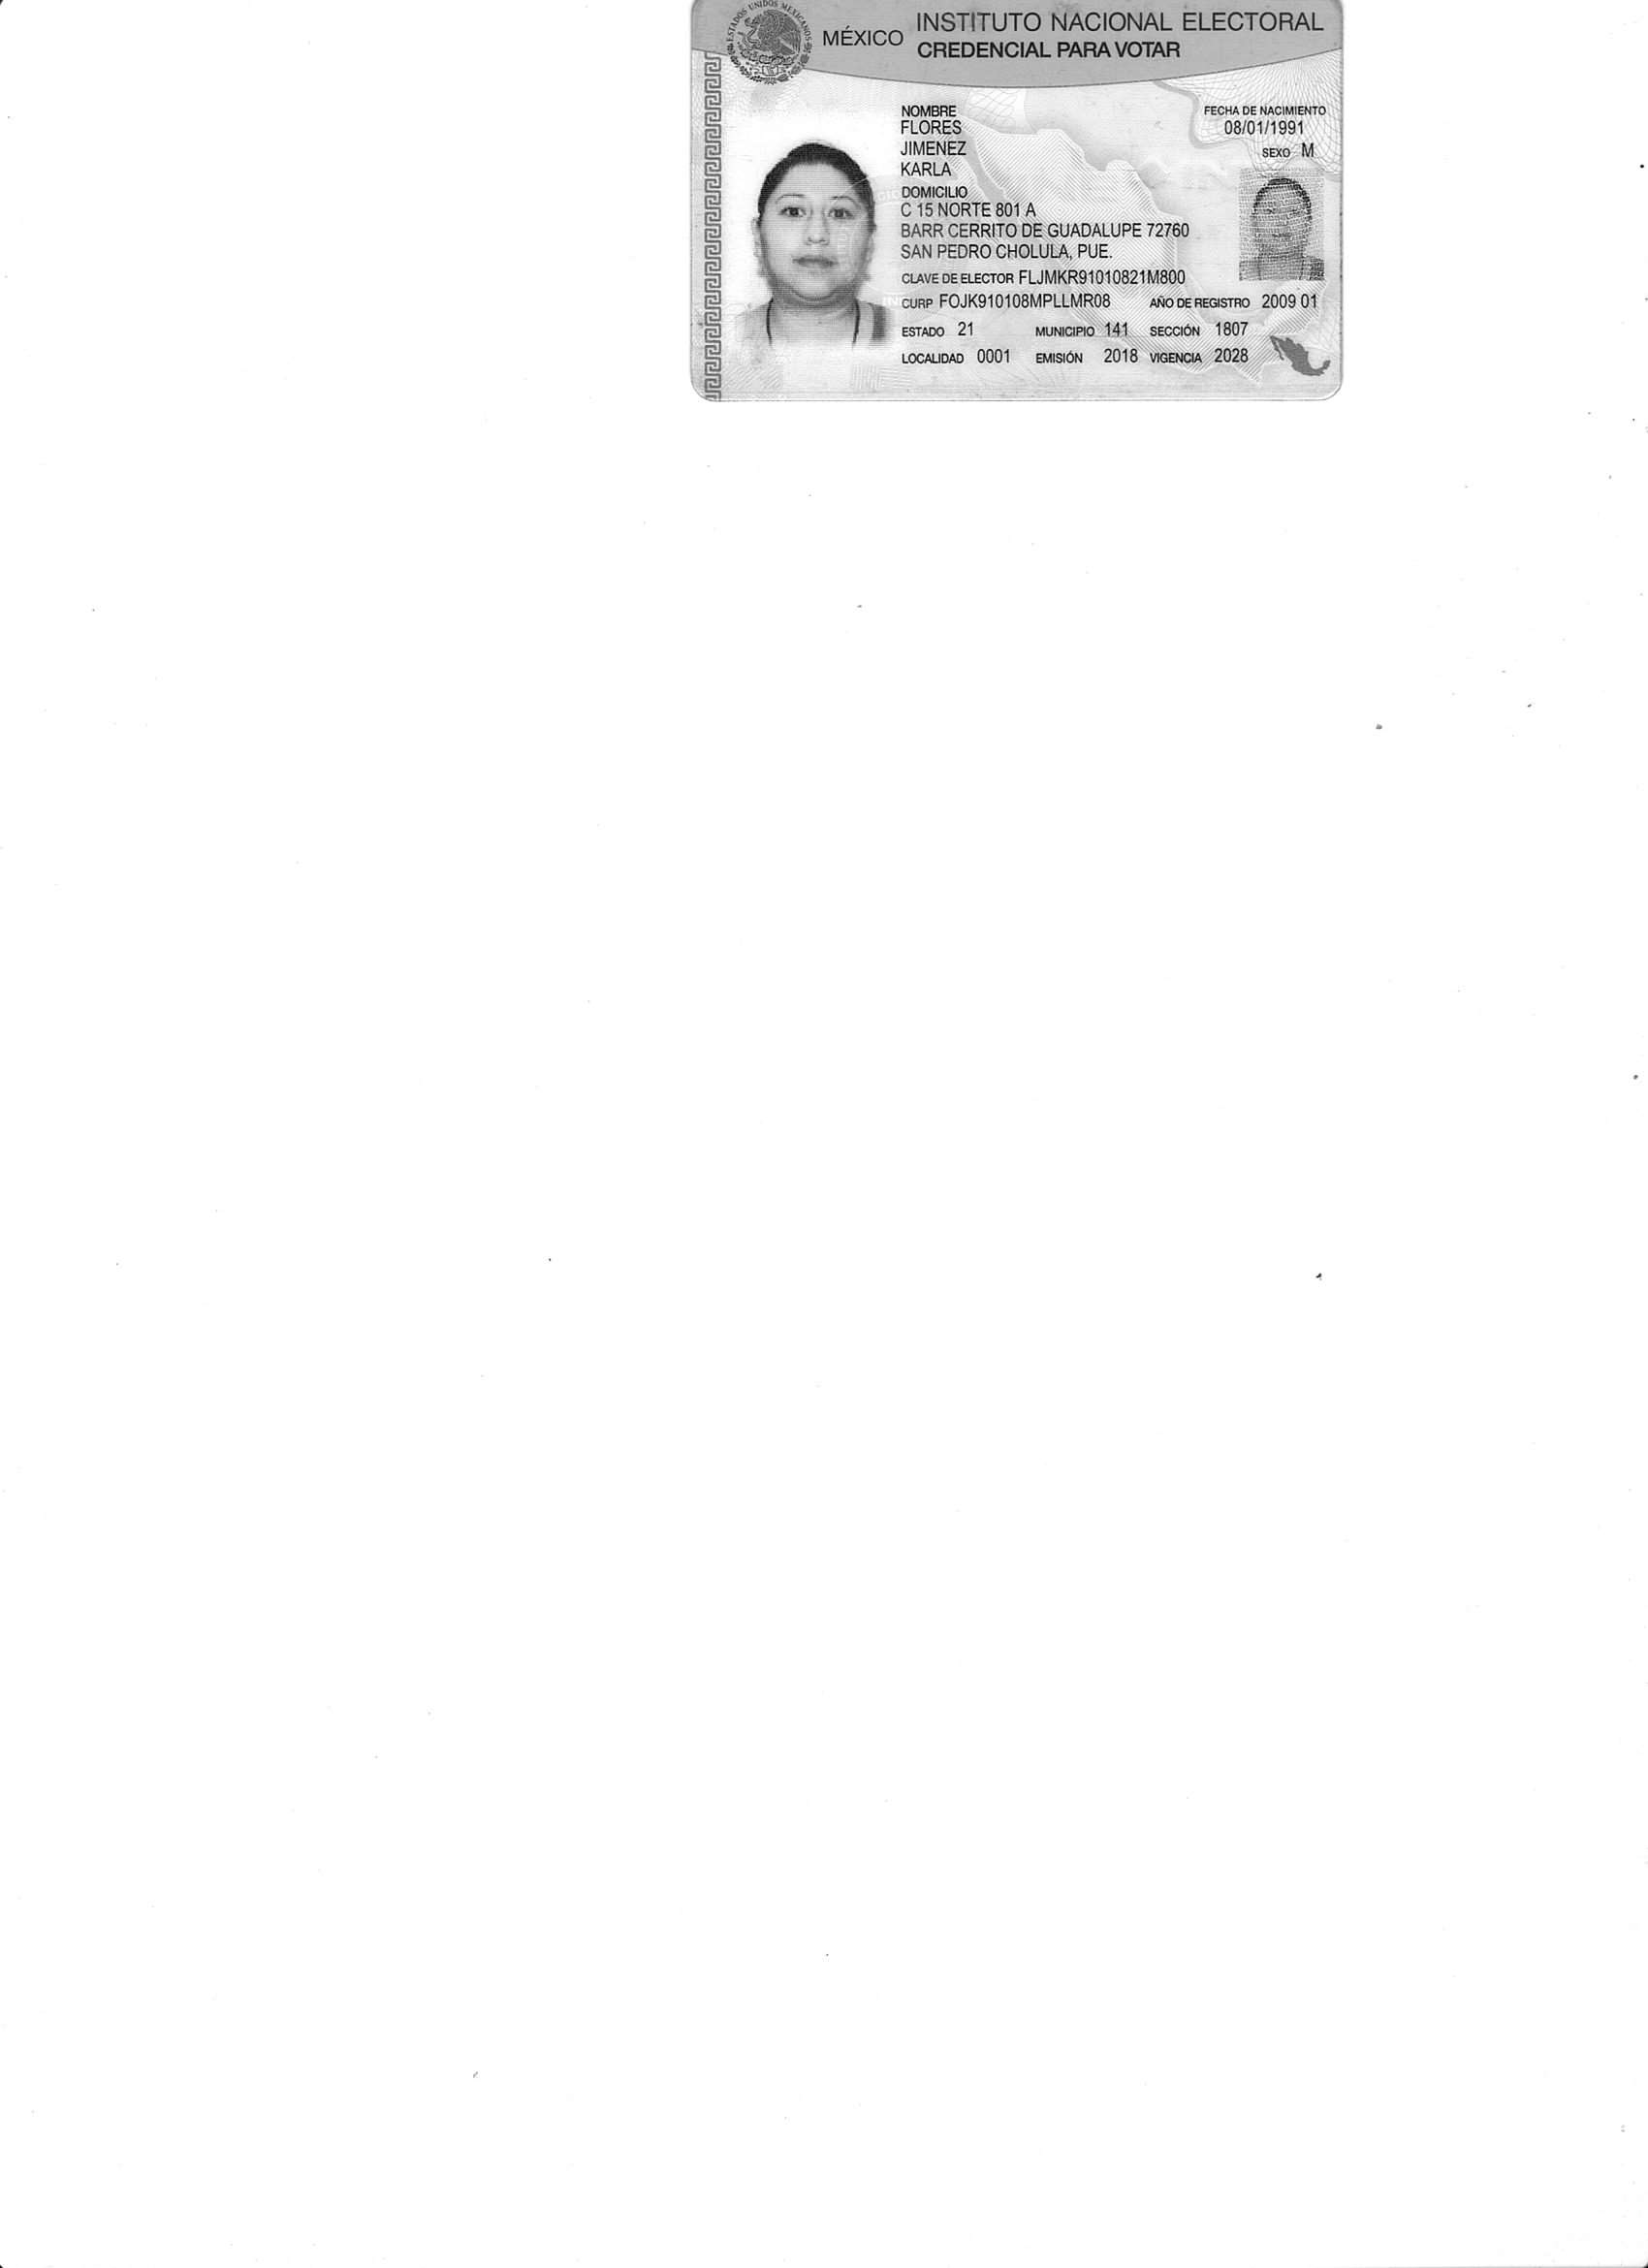 ESTADOS UNIDOS MEXICANOS
MÉXICO INSTITUTO NACIONAL ELECTORAL
CREDENCIAL PARA VOTAR
NOMBRE
FLORES
JIMENEZ
KARLA
FECHA DE NACIMIENTO
08/01/1991
SEXO M
DOMICILIO
C 15 NORTE 801 A
BARR CERRITO DE GUADALUPE 72760
SAN PEDRO CHOLULA, PUE.
CLAVE DE ELECTOR FLJMKR91010821M800
CURP FOJK910108MPLLMR08 AÑO DE REGISTRO 2009 01
ESTADO 21 MUNICIPIO 141 SECCIÓN 1807
LOCALIDAD 0001 EMISIÓN 2018 VIGENCIA 2028